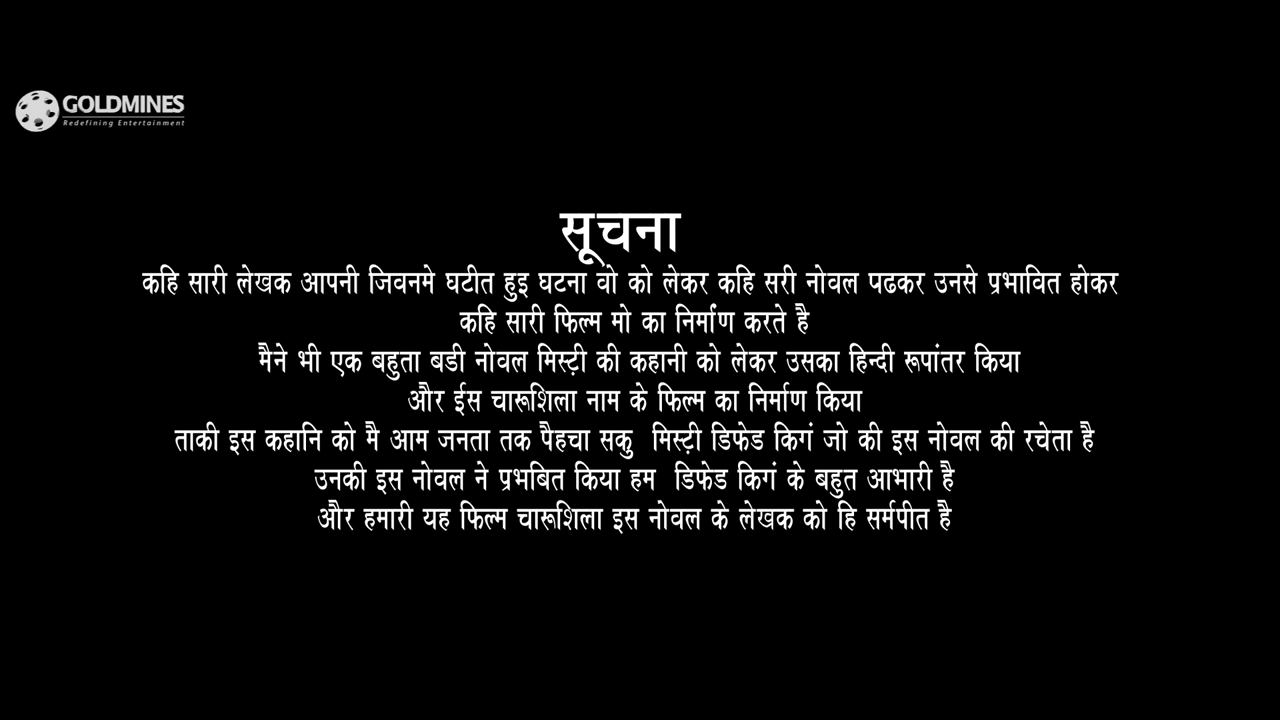 GOLDMINES
Redefining Entertainment
सूचना
कहि सारी लेखक आपनी जिवनमे घटीत हुइ घटना वो को लेकर कहि सरी नोवल पढकर उनसे प्रभावित होकर
कहि सारी फिल्म मो का निर्माण करते है
मैने भी एक बहुता बडी नोवल मिस्ट़ी की कहानी को लेकर उसका हिन्दी रूपांतर किया
और ईस चारूशिला नाम के फिल्म का निर्माण किया
ताकी इस कहानि को मै आम जनता तक पैहचा सकु मिस्ट़ी डिफेड किगं जो की इस नोवल की रचेता है
उनकी इस नोवल ने प्रभबित किया हम डिफेड किगं के बहुत आभारी है
और हमारी यह फिल्म चारूशिला इस नोवल के लेखक को हि सर्मपीत है